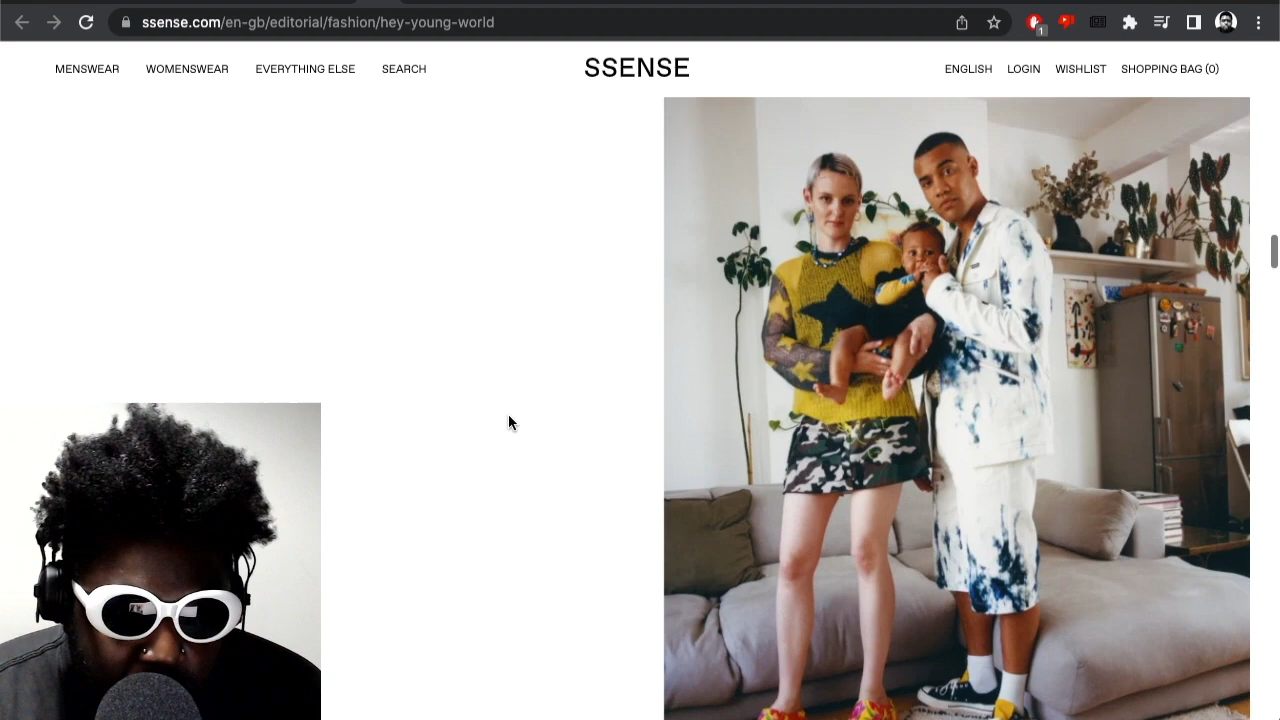 ssense.com/en-gb/editorial/fashion/hey-young-world
1
MENSWEAR WOMENSWEAR EVERYTHING ELSE SEARCH SSENSE ENGLISH LOGIN WISHLIST SHOPPING BAG (0)